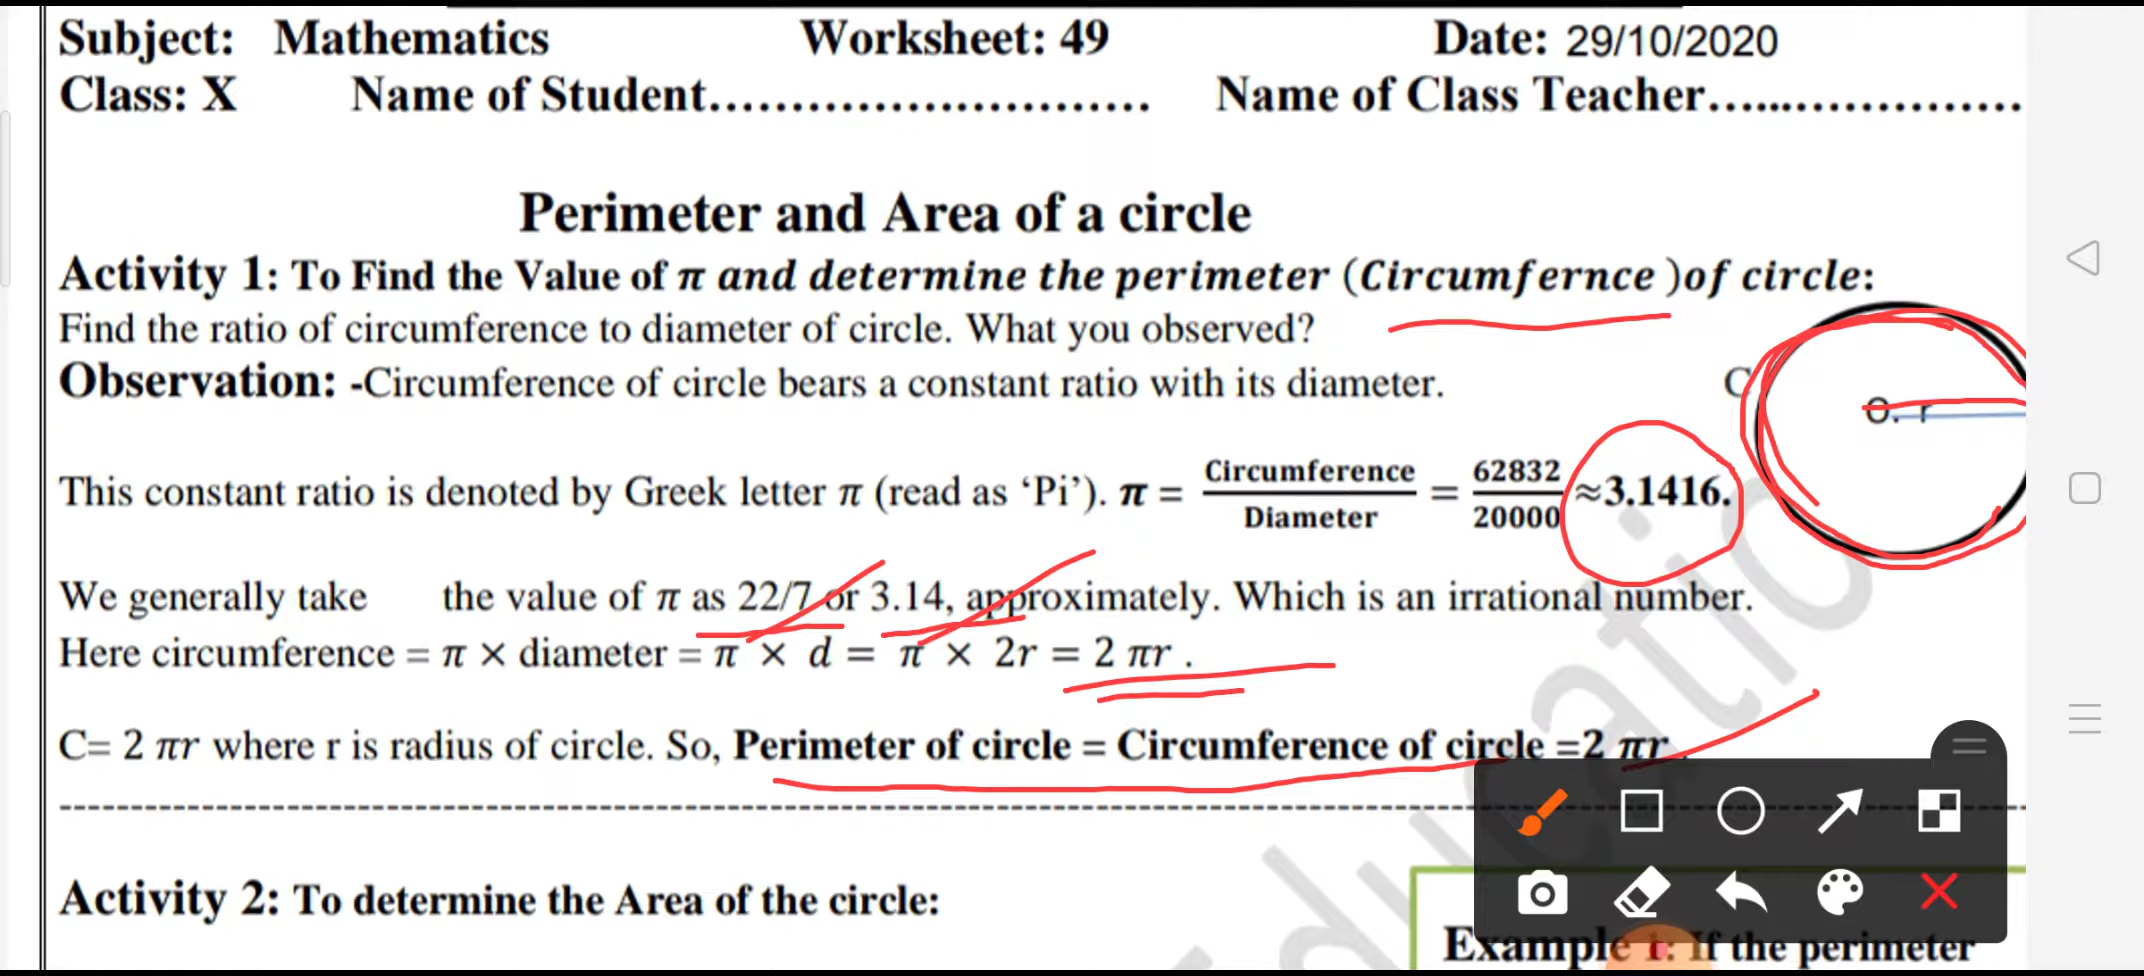 Subject: Mathematics Worksheet: 49 Date: 29/10/2020
Class: X Name of Student........................... Name of Class Teacher.....................
Perimeter and Area of a circle
Activity 1: To Find the Value of π and determine the perimeter (Circumfernce )of circle:
Find the ratio of circumference to diameter of circle. What you observed?
Observation: -Circumference of circle bears a constant ratio with its diameter.
C
O. r
This constant ratio is denoted by Greek letter π (read as ‘Pi’). π = Circumference/Diameter = 62832/20000 ≈3.1416.
We generally take the value of π as 22/7 or 3.14, approximately. Which is an irrational number.
Here circumference = π × diameter = π × d = π × 2r = 2 πr .
C= 2 πr where r is radius of circle. So, Perimeter of circle = Circumference of circle =2 πr
Activity 2: To determine the Area of the circle:
Example 1: If the perimeter